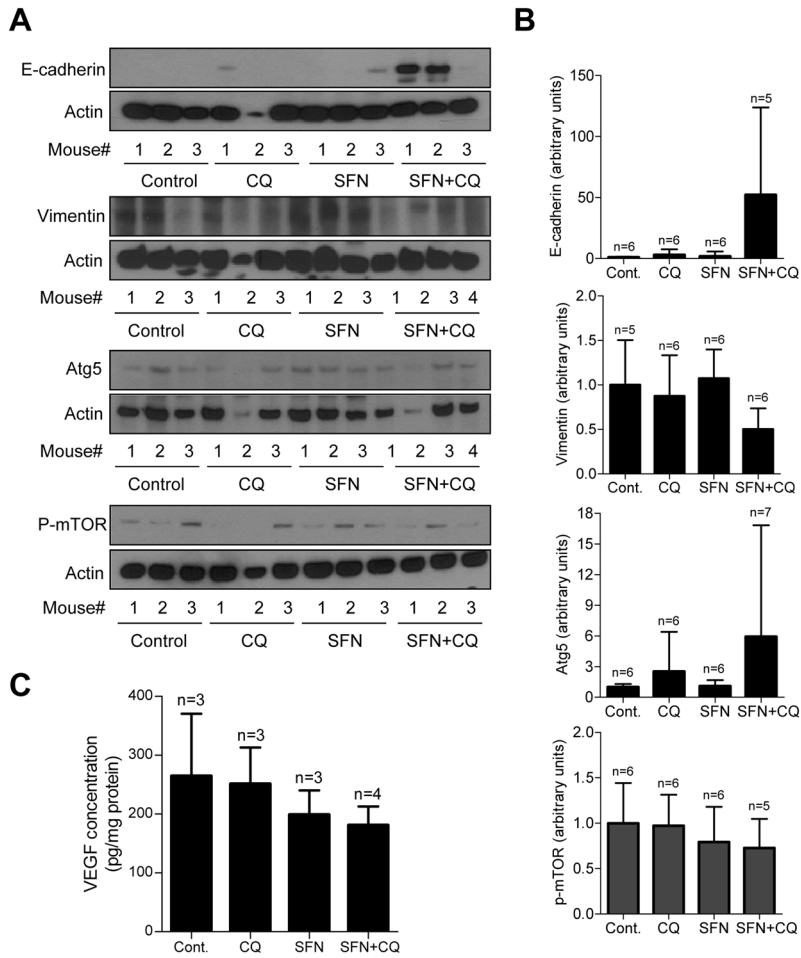 A
E-cadherin
Actin
Mouse# 1 2 3 1 2 3 1 2 3 1 2 3
Control CQ SFN SFN+CQ
Vimentin
Actin
Mouse# 1 2 3 1 2 3 1 2 3 1 2 3 4
Control CQ SFN SFN+CQ
Atg5
Actin
Mouse# 1 2 3 1 2 3 1 2 3 1 2 3 4
Control CQ SFN SFN+CQ
P-mTOR
Actin
Mouse# 1 2 3 1 2 3 1 2 3 1 2 3
Control CQ SFN SFN+CQ
B
E-cadherin (arbitrary units)
150
100
50
0
n=6 n=6 n=6 n=5
Cont. CQ SFN SFN+CQ
Vimentin (arbitrary units)
2.0
1.5
1.0
0.5
0.0
n=5 n=6 n=6 n=6
Cont. CQ SFN SFN+CQ
Atg5 (arbitrary units)
18
15
12
9
6
3
0
n=6 n=6 n=6 n=7
Cont. CQ SFN SFN+CQ
p-mTOR (arbitrary units)
2.0
1.5
1.0
0.5
0.0
n=6 n=6 n=6 n=5
Cont. CQ SFN SFN+CQ
C
VEGF concentration
(pg/mg protein)
400
300
200
100
0
n=3 n=3 n=3 n=4
Cont. CQ SFN SFN+CQ